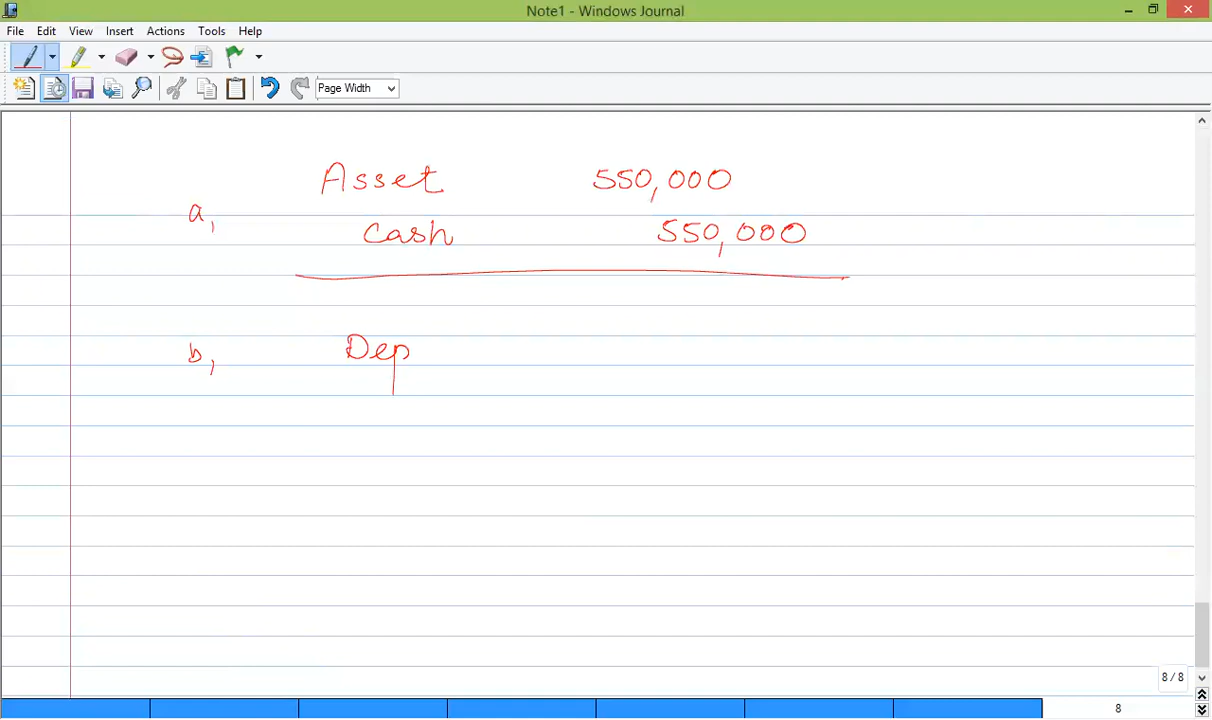 Note1 - Windows Journal
File Edit View Insert Actions Tools Help
Page Width
Asset 550,000
a,
Cash 550,000
b, Dep
8 / 8
8